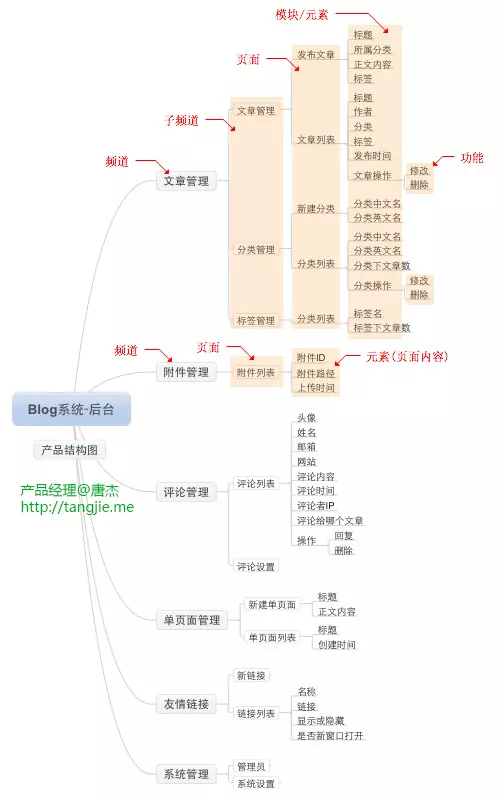 模块/元素
标题
发布文章
所属分类
页面
正文内容
标签
标题
文章管理
作者
子频道
分类
文章列表
标签
发布时间
频道
功能
修改
文章操作
文章管理
删除
新建分类
分类中文名
分类英文名
分类中文名
分类管理
分类英文名
分类列表
分类下文章数
修改
分类操作
删除
标签管理
分类列表
标签名
标签下文章数
频道
页面
附件ID
元素(页面内容)
附件管理
附件列表
附件路径
上传时间
Blog系统-后台
头像
姓名
产品结构图
邮箱
网站
评论内容
评论管理
评论列表
产品经理@唐杰
评论时间
http://tangjie.me
评论者IP
评论给哪个文章
回复
操作
删除
评论设置
标题
新建单页面
正文内容
单页面管理
标题
单页面列表
创建时间
新链接
名称
友情链接
链接
链接列表
显示或隐藏
是否新窗口打开
管理员
系统管理
系统设置